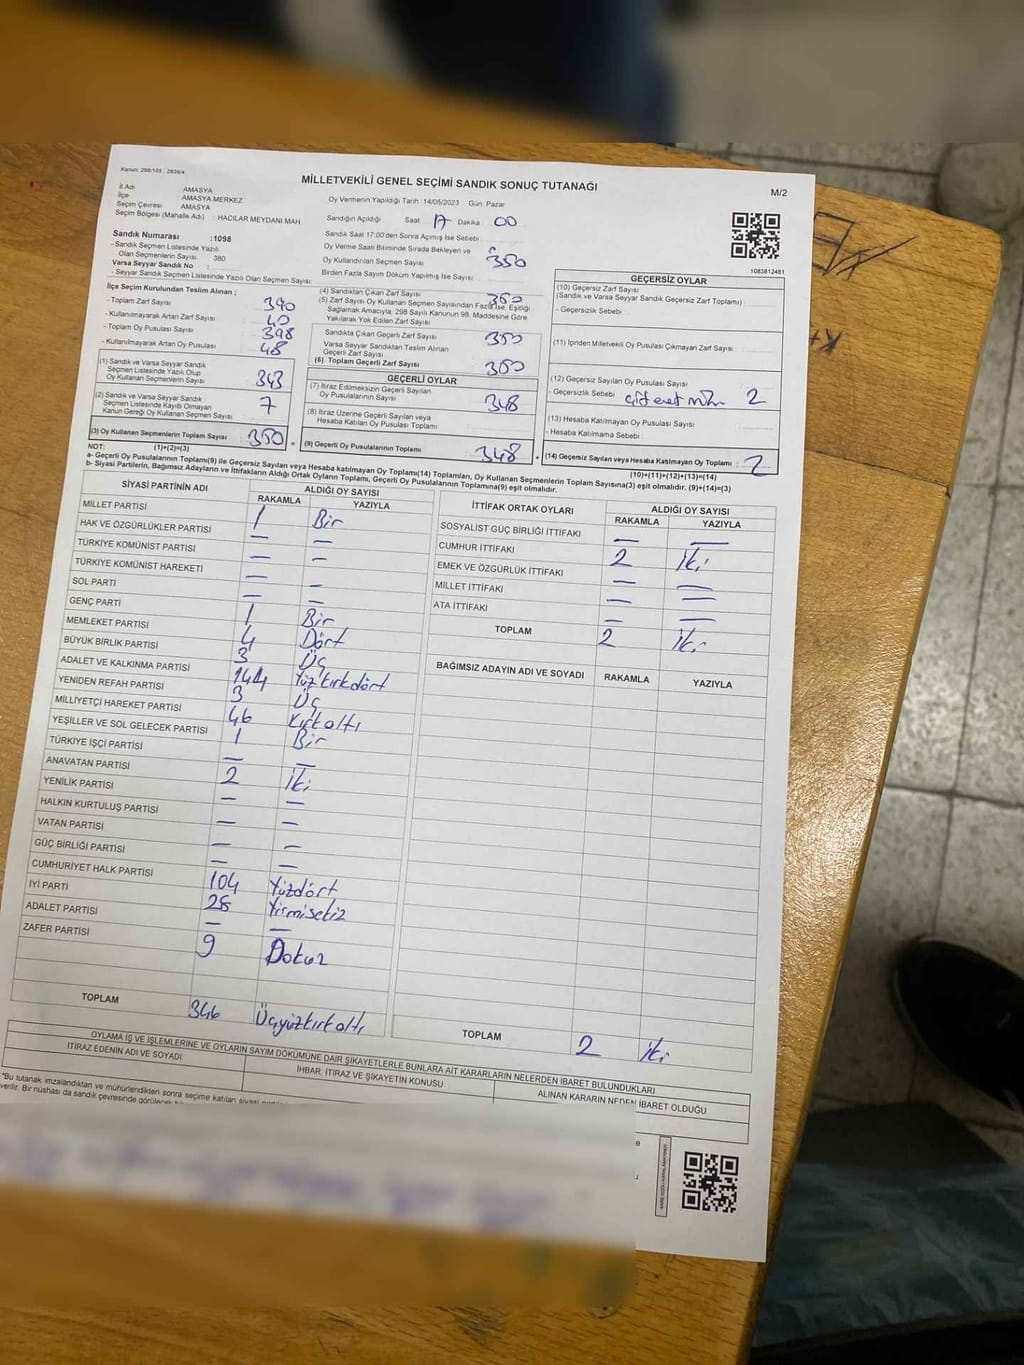 Kanun: 298/103 , 2839/4
MİLLETVEKİLİ GENEL SEÇİMİ SANDIK SONUÇ TUTANAĞI
M/2
İl Adı : AMASYA
İlçe : AMASYA MERKEZ
Seçim Çevresi : AMASYA
Seçim Bölgesi (Mahalle Adı) : HACILAR MEYDANI MAH.
Oy Vermenin Yapıldığı Tarih :14/05/2023 Gün: Pazar
Sandığın Açıldığı Saat 17 Dakika 00
Sandık Saat 17:00'den Sonra Açılmış İse Sebebi
Oy Verme Saati Bitiminde Sırada Bekleyen ve
Oy Kullandırılan Seçmen Sayısı 350
Birden Fazla Sayım Döküm Yapılmış İse Sayısı
1083812481
Sandık Numarası :1098
- Sandık Seçmen Listesinde Yazılı
Olan Seçmenlerin Sayısı: 380
Varsa Seyyar Sandık No :
- Seyyar Sandık Seçmen Listesinde Yazılı Olan Seçmen Sayısı:
İlçe Seçim Kurulundan Teslim Alınan ;
- Toplam Zarf Sayısı 390
- Kullanılmayarak Artan Zarf Sayısı 40
- Toplam Oy Pusulası Sayısı 398
- Kullanılmayarak Artan Oy Pusulası 48
(1) Sandık ve Varsa Seyyar Sandık
Seçmen Listesinde Yazılı Olup
Oy Kullanan Seçmenlerin Sayısı 343
(2) Sandık ve Varsa Seyyar Sandık
Seçmen Listesinde Kayıtlı Olmayan
Kanun Gereği Oy Kullanan Seçmen Sayısı 7
(3) Oy Kullanan Seçmenlerin Toplam Sayısı : 350
(1)+(2)=(3)
(4) Sandıktan Çıkan Zarf Sayısı 350
(5) Zarf Sayısı Oy Kullanan Seçmen Sayısından Fazla İse, Eşitliği
Sağlamak Amacıyla; 298 Sayılı Kanunun 98. Maddesine Göre
Yakılarak Yok Edilen Zarf Sayısı
Sandıkta Çıkan Geçerli Zarf Sayısı 350
Varsa Seyyar Sandıktan Teslim Alınan
Geçerli Zarf Sayısı
(6) Toplam Geçerli Zarf Sayısı 350
GEÇERLİ OYLAR
(7) İtiraz Edilmeksizin Geçerli Sayılan
Oy Pusulasının Sayısı 348
(8) İtiraz Üzerine Geçerli Sayılan veya
Hesaba Katılan Oy Pusulası Toplamı
(9) Geçerli Oy Pusulalarının Toplamı 348
GEÇERSİZ OYLAR
(10) Geçersiz Zarf Sayısı
(Sandık ve Varsa Seyyar Sandık Geçersiz Zarf Toplamı)
- Geçersizlik Sebebi
(11) İçinden Milletvekili Oy Pusulası Çıkmayan Zarf Sayısı
(12) Geçersiz Sayılan Oy Pusulası Sayısı
- Geçersizlik Sebebi 2
(13) Hesaba Katılmayan Oy Pusulası Sayısı
- Hesaba Katılmama Sebebi
(14) Geçersiz Sayılan veya Hesaba Katılmayan Oy Toplamı : 2
(10)+(11)+(12)+(13)=(14)
NOT:
a- Geçerli Oy Pusulalarının Toplamı(9) ile Geçersiz Sayılan veya Hesaba katılmayan Oy Toplamı(14) Toplamları, Oy Kullanan Seçmenlerin Toplam Sayısına(3) eşit olmalıdır. (9)+(14)=(3)
b- Siyasi Partilerin, Bağımsız Adayların ve İttifakların Aldığı Ortak Oyların Toplamı, Geçerli Oy Pusulalarının Toplamına(9) eşit olmalıdır.
SİYASİ PARTİNİN ADI ALDIĞI OY SAYISI
RAKAMLA YAZIYLA
MİLLET PARTİSİ 1 Bir
HAK VE ÖZGÜRLÜKLER PARTİSİ — —
TÜRKİYE KOMÜNİST PARTİSİ — —
TÜRKİYE KOMÜNİST HAREKETİ — —
SOL PARTİ — —
GENÇ PARTİ 1 Bir
MEMLEKET PARTİSİ 4 Dört
BÜYÜK BİRLİK PARTİSİ 3 Üç
ADALET VE KALKINMA PARTİSİ 144 Yüzkırkdört
YENİDEN REFAH PARTİSİ 3 Üç
MİLLİYETÇİ HAREKET PARTİSİ 46 Kırkaltı
YEŞİLLER VE SOL GELECEK PARTİSİ 1 Bir
TÜRKİYE İŞÇİ PARTİSİ — —
ANAVATAN PARTİSİ 2 İki
YENİLİK PARTİSİ — —
HALKIN KURTULUŞ PARTİSİ — —
VATAN PARTİSİ — —
GÜÇ BİRLİĞİ PARTİSİ — —
CUMHURİYET HALK PARTİSİ 104 Yüzdört
İYİ PARTİ 28 Yirmisekiz
ADALET PARTİSİ — —
ZAFER PARTİSİ 9 Dokuz
TOPLAM 346 Üçyüzkırkaltı
İTTİFAK ORTAK OYLARI ALDIĞI OY SAYISI
RAKAMLA YAZIYLA
SOSYALİST GÜÇ BİRLİĞİ İTTİFAKI — —
CUMHUR İTTİFAKI 2 İki
EMEK VE ÖZGÜRLÜK İTTİFAKI — —
MİLLET İTTİFAKI — —
ATA İTTİFAKI — —
TOPLAM 2 İki
BAĞIMSIZ ADAYIN ADI VE SOYADI RAKAMLA YAZIYLA
TOPLAM 2 İki
OYLAMA İŞ VE İŞLEMLERİNE VE OYLARIN SAYIM DÖKÜMÜNE DAİR ŞİKAYETLERLE BUNLARA AİT KARARLARIN NELERDEN İBARET BULUNDUKLARI
İTİRAZ EDENİN ADI VE SOYADI İHBAR, İTİRAZ VE ŞİKAYETİN KONUSU ALINAN KARARIN NEDEN İBARET OLDUĞU
"Bu tutanak imzalandıktan ve mühürlendikten sonra seçime katılan siyasi
verilir. Bir nüshası da sandık çevresinde